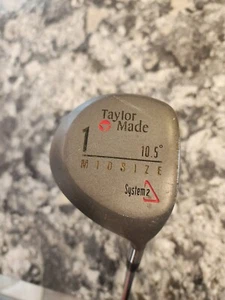 Taylor
Made
1
10.5°
MIDSIZE
System 2